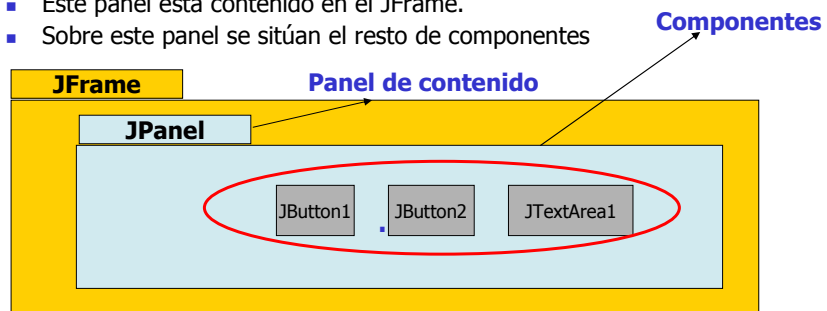 Este panel está contenido en el JFrame.
Sobre este panel se sitúan el resto de componentes
Componentes
JFrame
Panel de contenido
JPanel
JButton1
JButton2
JTextArea1